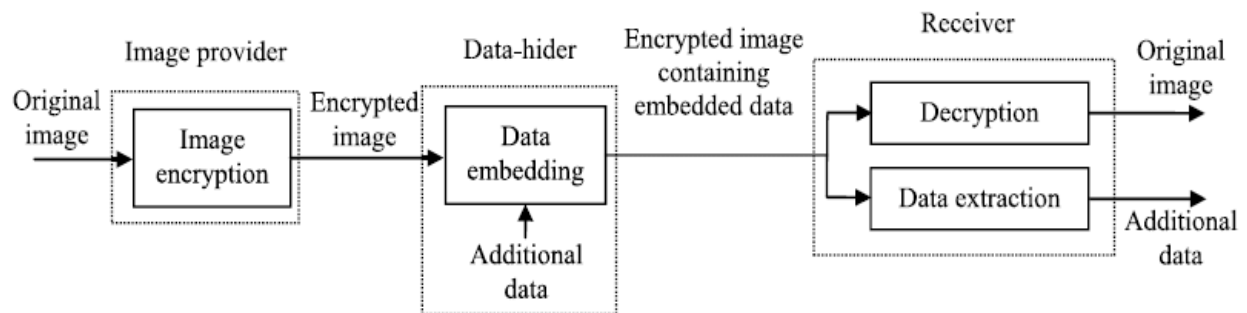 Image provider
Original
image
Image
encryption
Encrypted
image
Data-hider
Data
embedding
Additional
data
Encrypted image
containing
embedded data
Receiver
Decryption
Data extraction
Original
image
Additional
data